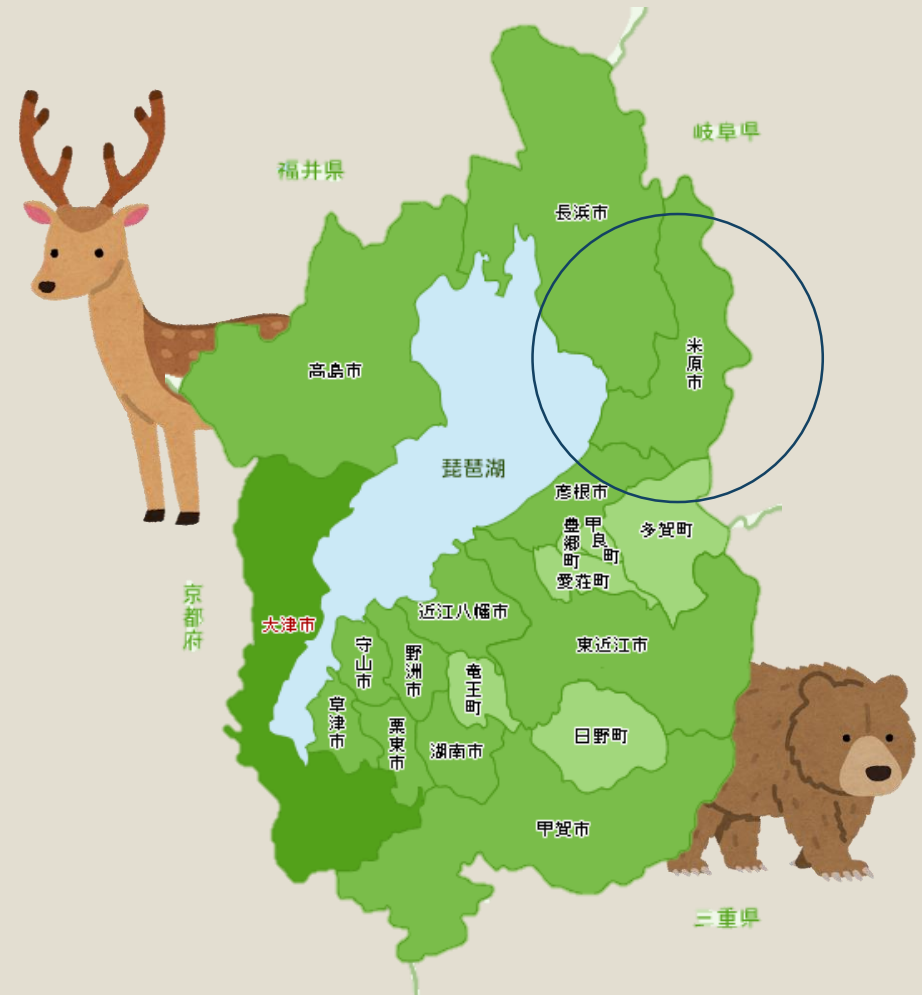 岐阜県
福井県
長浜市
米原市
高島市
琵琶湖
彦根市
豊郷町
甲良町
多賀町
愛荘町
京都府
大津市
近江八幡市
東近江市
守山市
野洲市
竜王町
草津市
栗東市
湖南市
日野町
甲賀市
三重県